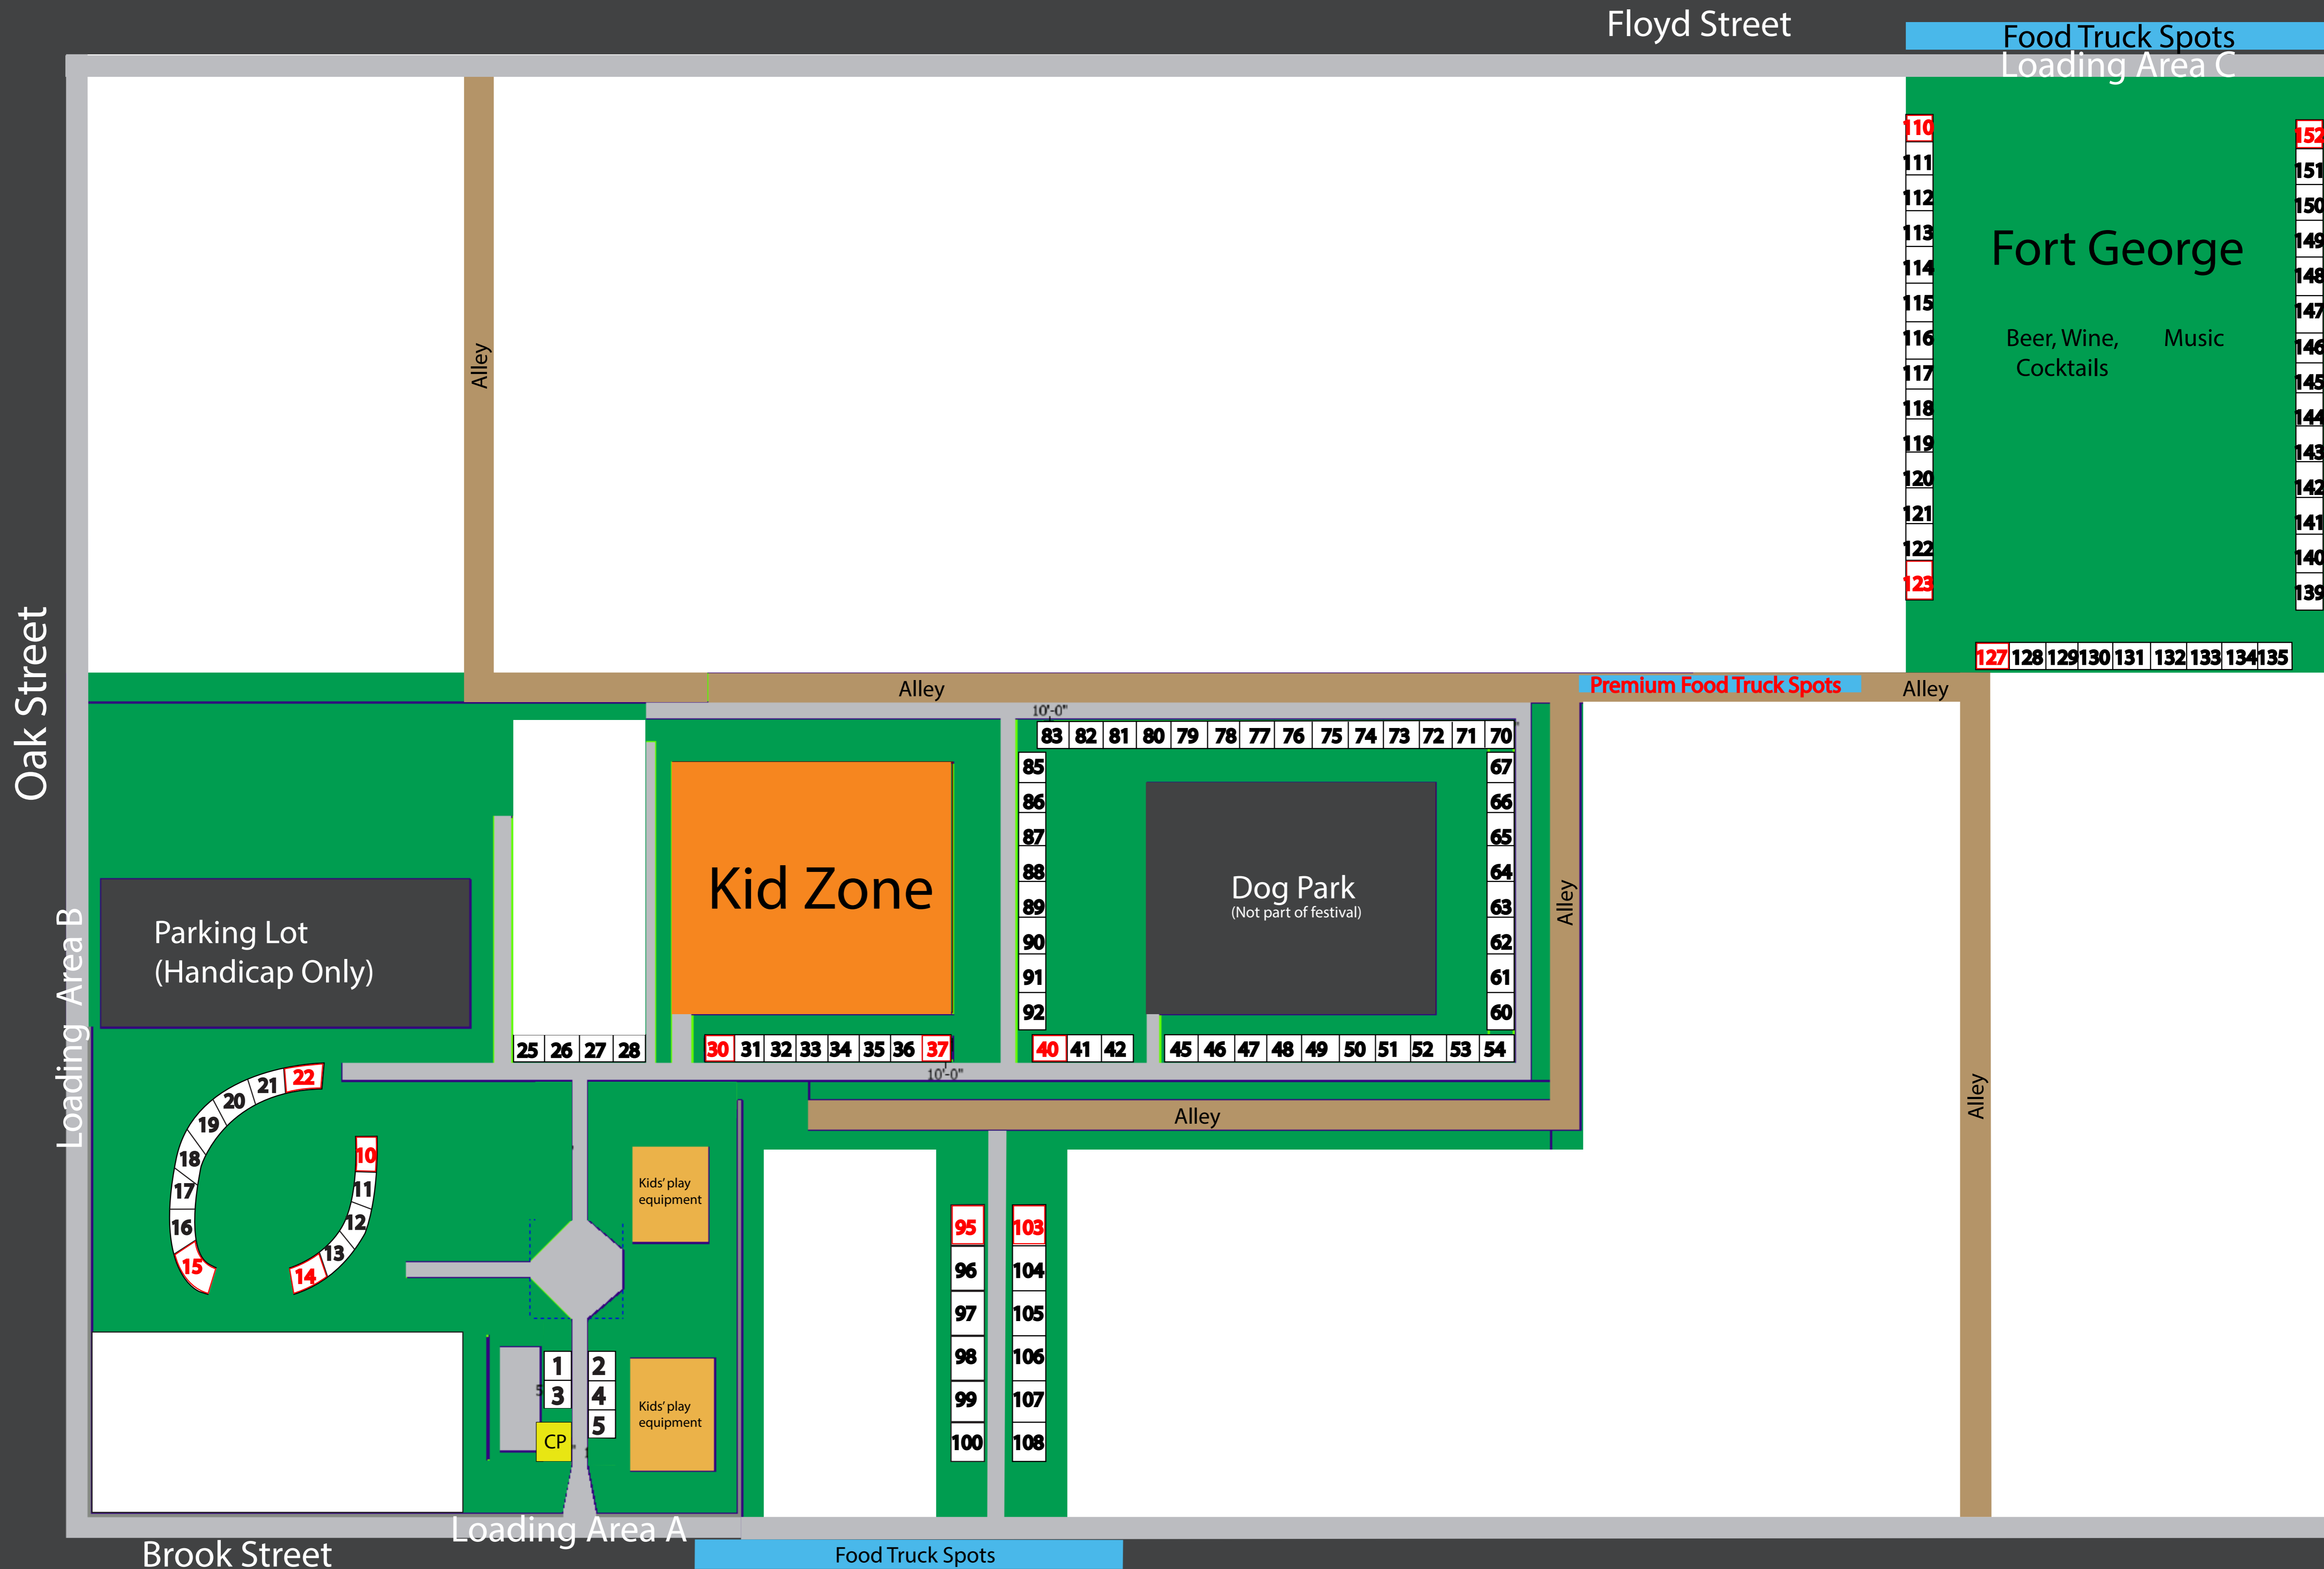 Floyd Street
Food Truck Spots
Loading Area C
110
111
112
113
114
115
116
117
118
119
120
121
122
123
Fort George
Beer, Wine,
Cocktails
Music
152
151
150
149
148
147
146
145
144
143
142
141
140
139
127 128 129 130 131 132 133 134 135
Alley
Oak Street
Alley
Premium Food Truck Spots
Alley
10'-0"
83 82 81 80 79 78 77 76 75 74 73 72 71 70
85
86
87
88
89
90
91
92
67
66
65
64
63
62
61
60
Kid Zone
Dog Park
(Not part of festival)
Alley
Parking Lot
(Handicap Only)
Loading Area B
25 26 27 28
30 31 32 33 34 35 36 37
40 41 42
45 46 47 48 49 50 51 52 53 54
10'-0"
22
21
20
19
18
17
16
15
10
11
12
13
14
Alley
Alley
Kids' play
equipment
95
96
97
98
99
100
103
104
105
106
107
108
1 2
3 4
5
5
CP
1
Kids' play
equipment
Loading Area A
Brook Street
Food Truck Spots